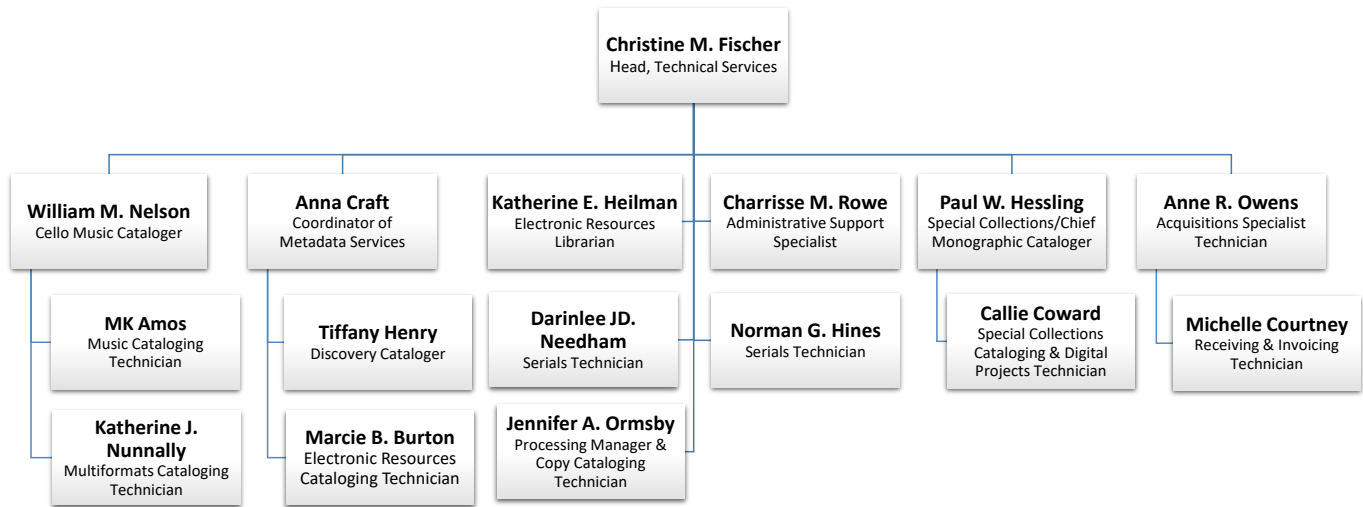 Christine M. Fischer
Head, Technical Services
William M. Nelson
Cello Music Cataloger
Anna Craft
Coordinator of
Metadata Services
Katherine E. Heilman
Electronic Resources
Librarian
Charrisse M. Rowe
Administrative Support
Specialist
Paul W. Hessling
Special Collections/Chief
Monographic Cataloger
Anne R. Owens
Acquisitions Specialist
Technician
MK Amos
Music Cataloging
Technician
Tiffany Henry
Discovery Cataloger
Darinlee JD.
Needham
Serials Technician
Norman G. Hines
Serials Technician
Callie Coward
Special Collections
Cataloging & Digital
Projects Technician
Michelle Courtney
Receiving & Invoicing
Technician
Katherine J.
Nunnally
Multiformats Cataloging
Technician
Marcie B. Burton
Electronic Resources
Cataloging Technician
Jennifer A. Ormsby
Processing Manager &
Copy Cataloging
Technician